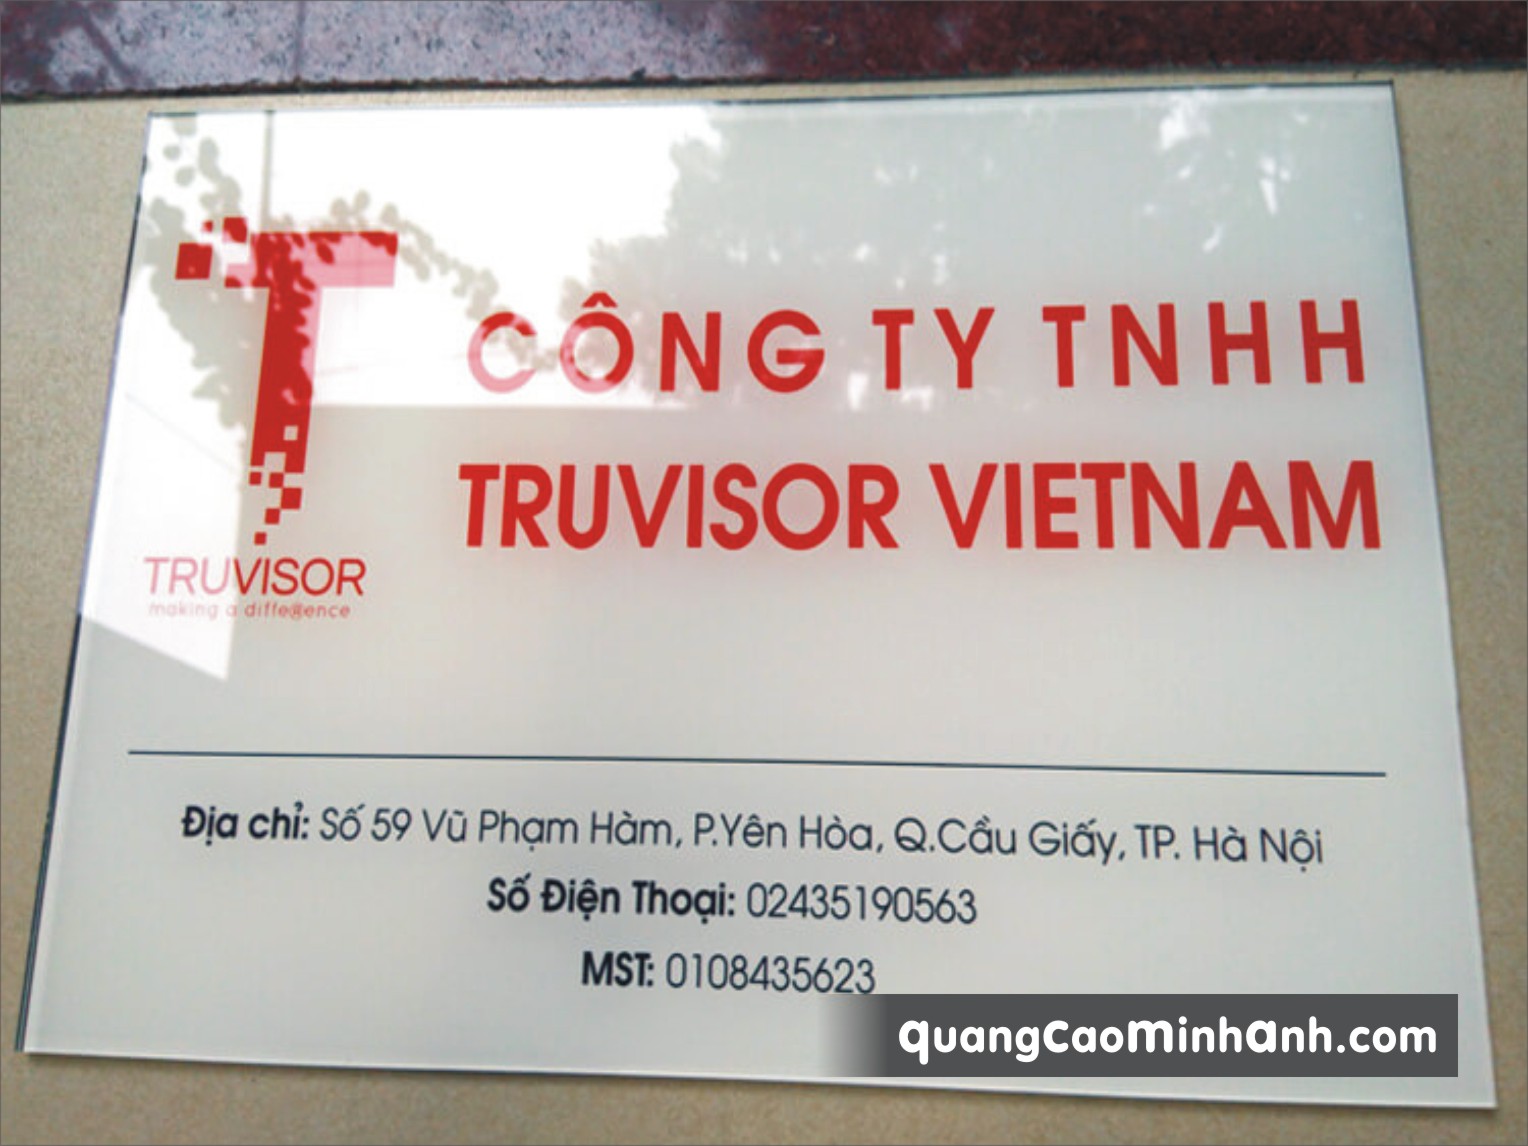 CÔNG TY TNHH
TRUVISOR VIETNAM
TRUVISOR
making a difference
Địa chỉ: Số 59 Vũ Phạm Hàm, P.Yên Hòa, Q.Cầu Giấy, TP. Hà Nội
Số Điện Thoại: 02435190563
MST: 0108435623
quangCaoMinhanh.com